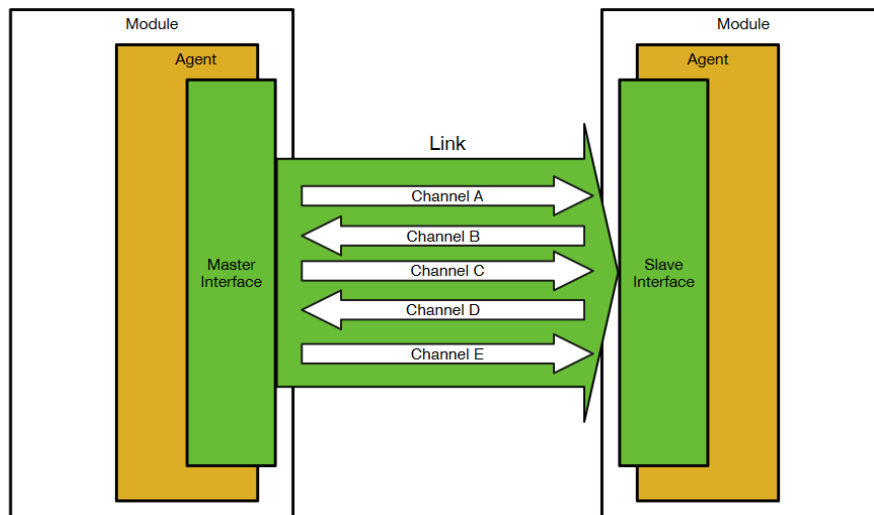 Module
Module
Agent
Agent
Link
Channel A
Channel B
Channel C
Channel D
Channel E
Master
Interface
Slave
Interface